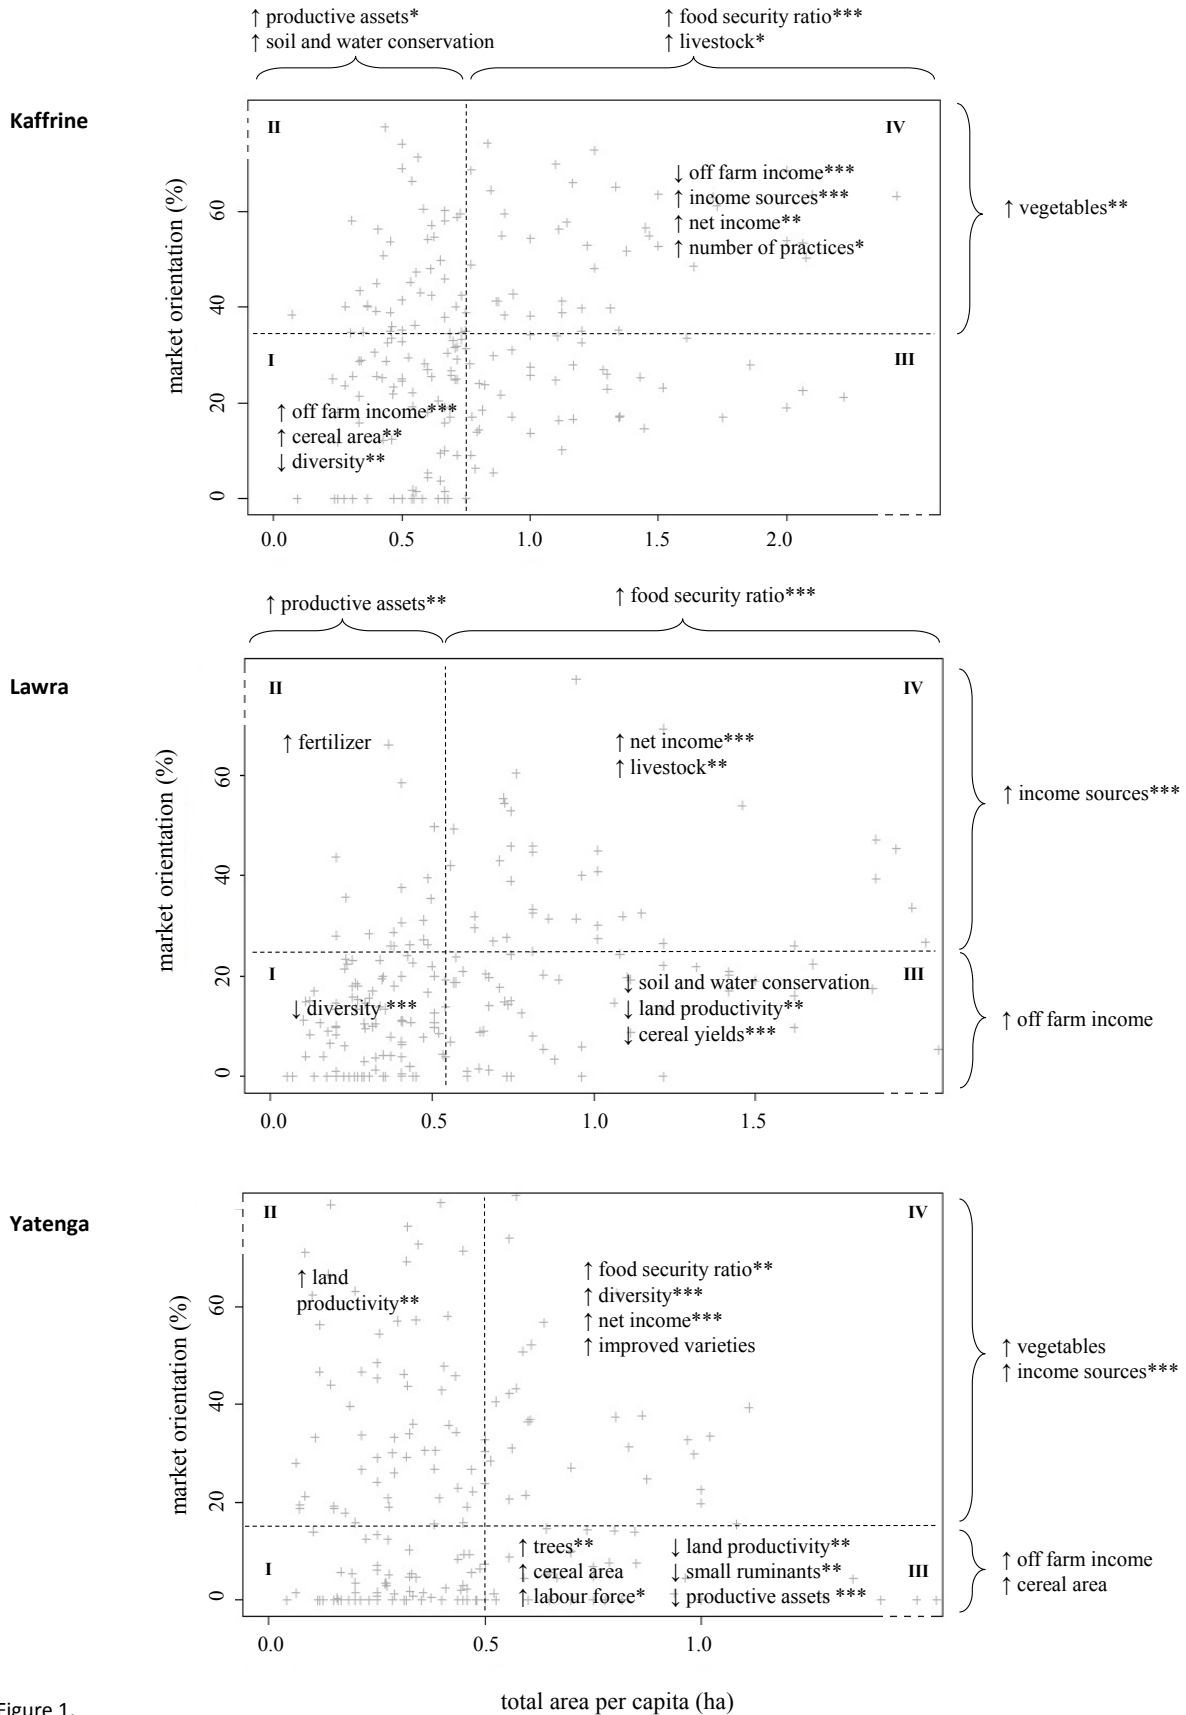 ↑ productive assets*
↑ soil and water conservation
↑ food security ratio***
↑ livestock*
Kaffrine
II
IV
↓ off farm income***
↑ income sources***
↑ net income**
↑ number of practices*
↑ vegetables**
market orientation (%)
60
40
20
0
I
III
↑ off farm income***
↑ cereal area**
↓ diversity**
0.0 0.5 1.0 1.5 2.0
↑ productive assets**
↑ food security ratio***
Lawra
II
IV
↑ fertilizer
↑ net income***
↑ livestock**
↑ income sources***
market orientation (%)
60
40
20
0
I
III
↓ diversity ***
↓ soil and water conservation
↓ land productivity**
↓ cereal yields***
↑ off farm income
0.0 0.5 1.0 1.5
Yatenga
II
IV
↑ land
productivity**
↑ food security ratio**
↑ diversity***
↑ net income***
↑ improved varieties
↑ vegetables
↑ income sources***
market orientation (%)
60
40
20
0
I
III
↑ trees** ↓ land productivity**
↑ cereal area ↓ small ruminants**
↑ labour force* ↓ productive assets ***
↑ off farm income
↑ cereal area
0.0 0.5 1.0
total area per capita (ha)
Figure 1.